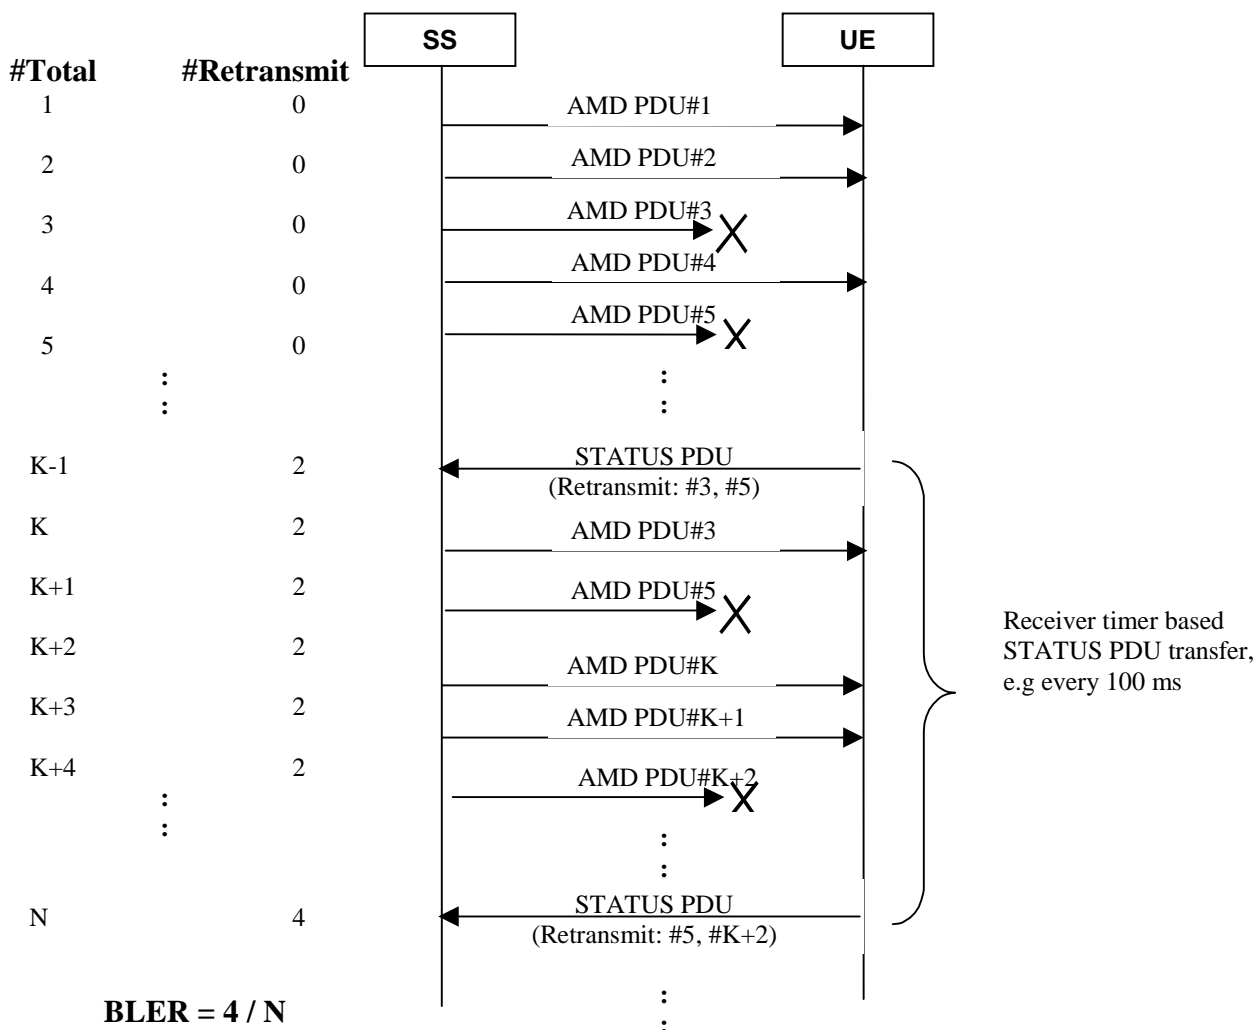 SS UE
#Total #Retransmit
1 0 AMD PDU#1
2 0 AMD PDU#2
3 0 AMD PDU#3
4 0 AMD PDU#4
5 0 AMD PDU#5
: :
: :
K-1 2 STATUS PDU
(Retransmit: #3, #5)
K 2 AMD PDU#3
K+1 2 AMD PDU#5
K+2 2 AMD PDU#K
K+3 2 AMD PDU#K+1
K+4 2 AMD PDU#K+2
: :
: :
Receiver timer based
STATUS PDU transfer,
e.g every 100 ms
N 4 STATUS PDU
(Retransmit: #5, #K+2)
BLER = 4 / N
:
: